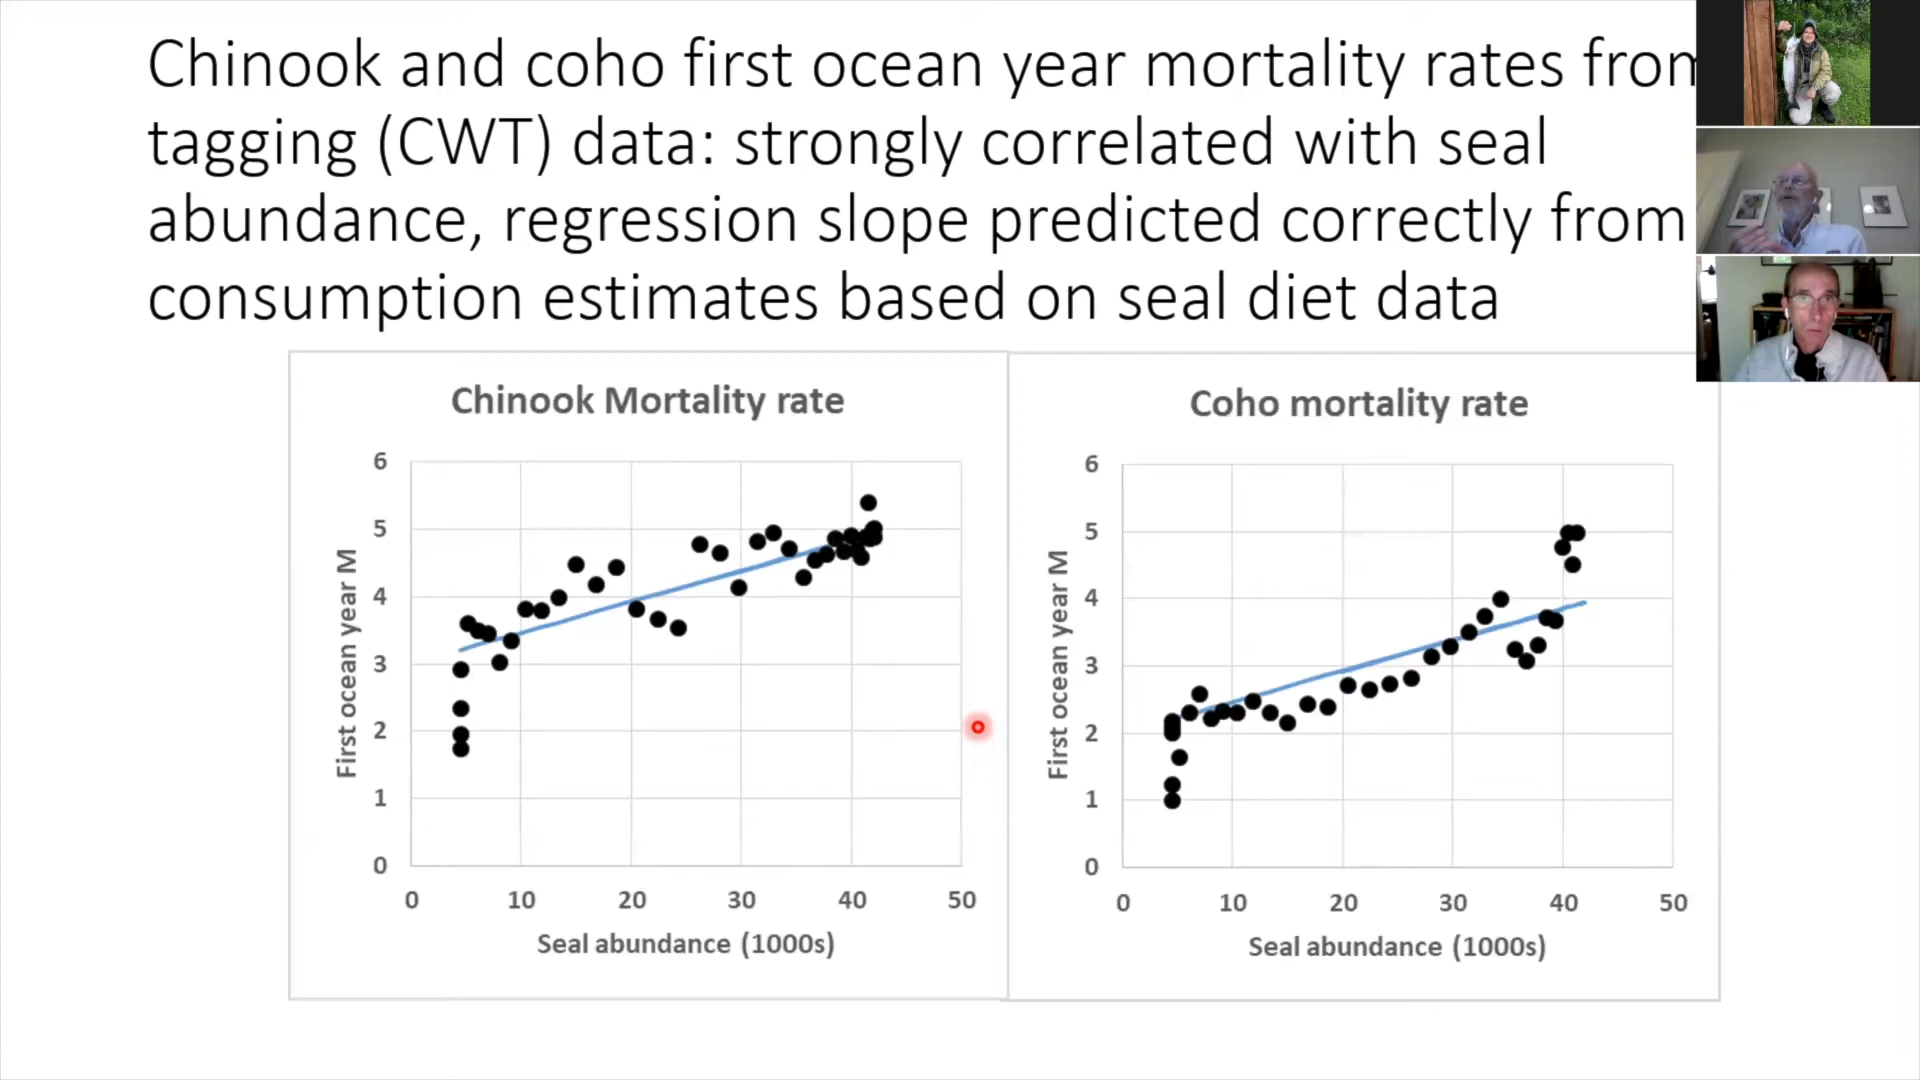 Chinook and coho first ocean year mortality rates from
tagging (CWT) data: strongly correlated with seal
abundance, regression slope predicted correctly from
consumption estimates based on seal diet data
Chinook Mortality rate
6
5
4
3
2
1
0
First ocean year M
0 10 20 30 40 50
Seal abundance (1000s)
Coho mortality rate
6
5
4
3
2
1
0
First ocean year M
0 10 20 30 40 50
Seal abundance (1000s)